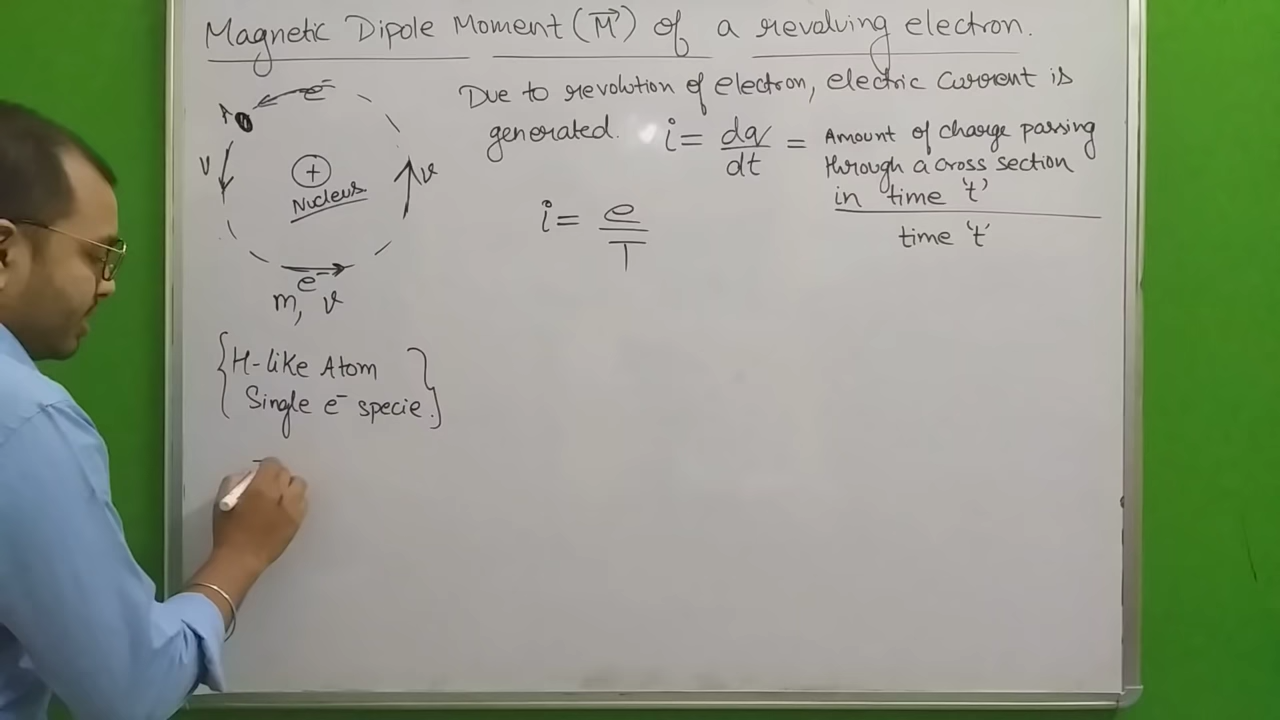 Magnetic Dipole Moment (M⃗) of a revolving electron.
Due to revolution of electron, electric current is
generated. i = dq/dt = Amount of charge passing
through a cross section
in time 't'
time 't'
i = e/T
e⁻
v
+
Nucleus
v
e⁻
m, v
{H-like Atom
Single e⁻ specie.}